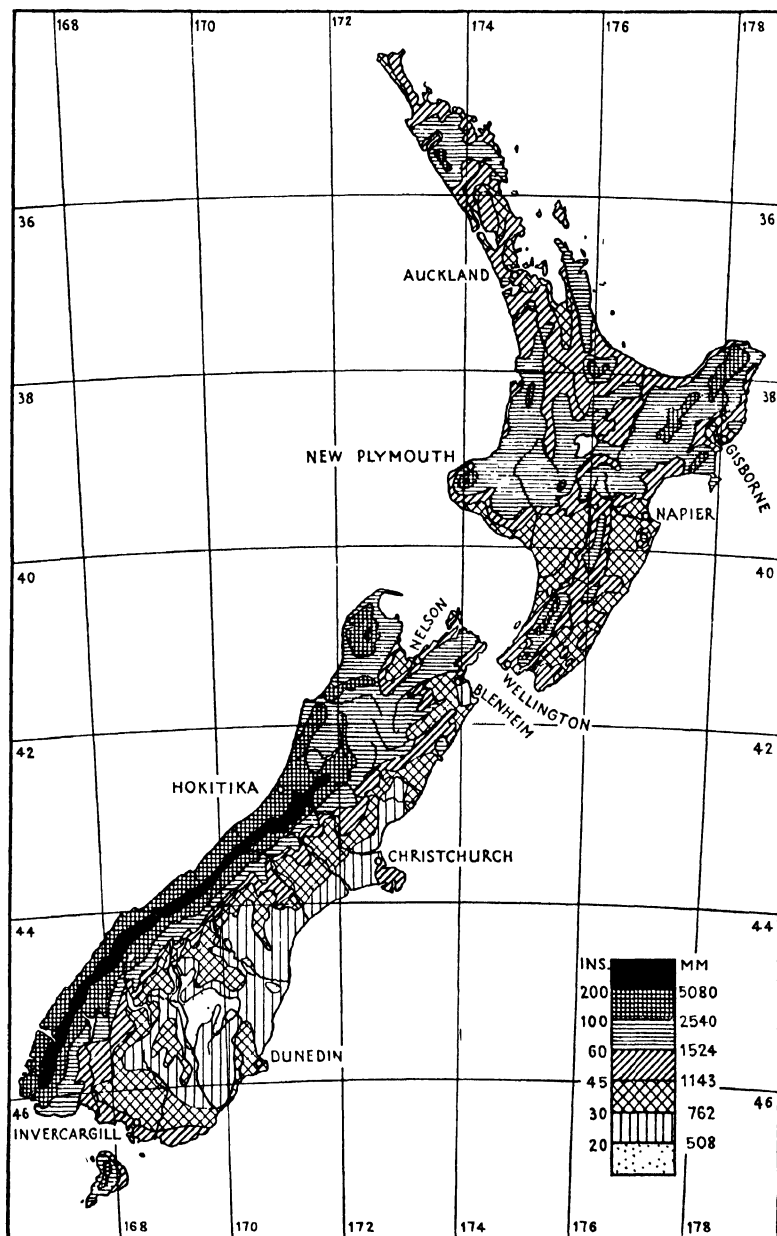 168 170 172 174 176 178
36 36
AUCKLAND
38 38
NEW PLYMOUTH
GISBORNE
NAPIER
40 40
NELSON
WELLINGTON
BLENHEIM
42 42
HOKITIKA
CHRISTCHURCH
44 44
INS. MM
200 5080
100 2540
60 1524
DUNEDIN
45 1143
46 46
30 762
INVERCARGILL
20 508
168 170 172 174 176 178